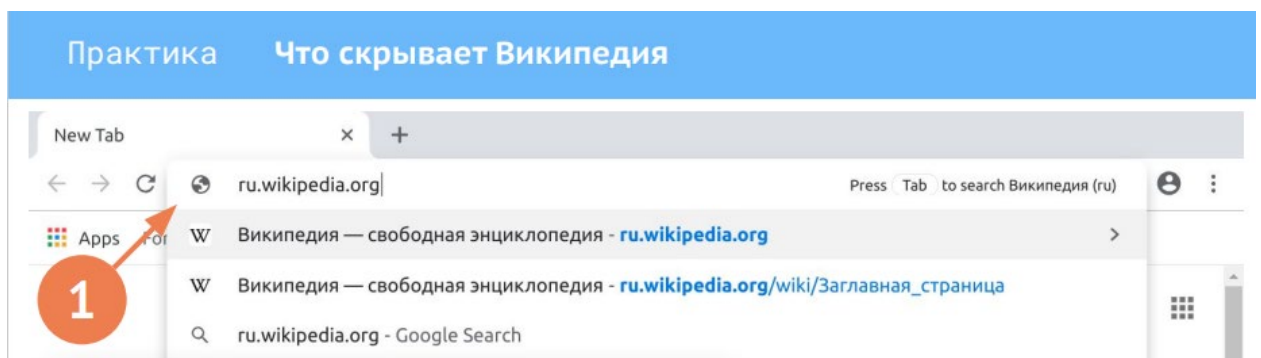 Практика Что скрывает Википедия
New Tab
ru.wikipedia.org Press Tab to search Википедия (ru)
Apps For
W Википедия — свободная энциклопедия - ru.wikipedia.org
W Википедия — свободная энциклопедия - ru.wikipedia.org/wiki/Заглавная_страница
1
ru.wikipedia.org - Google Search